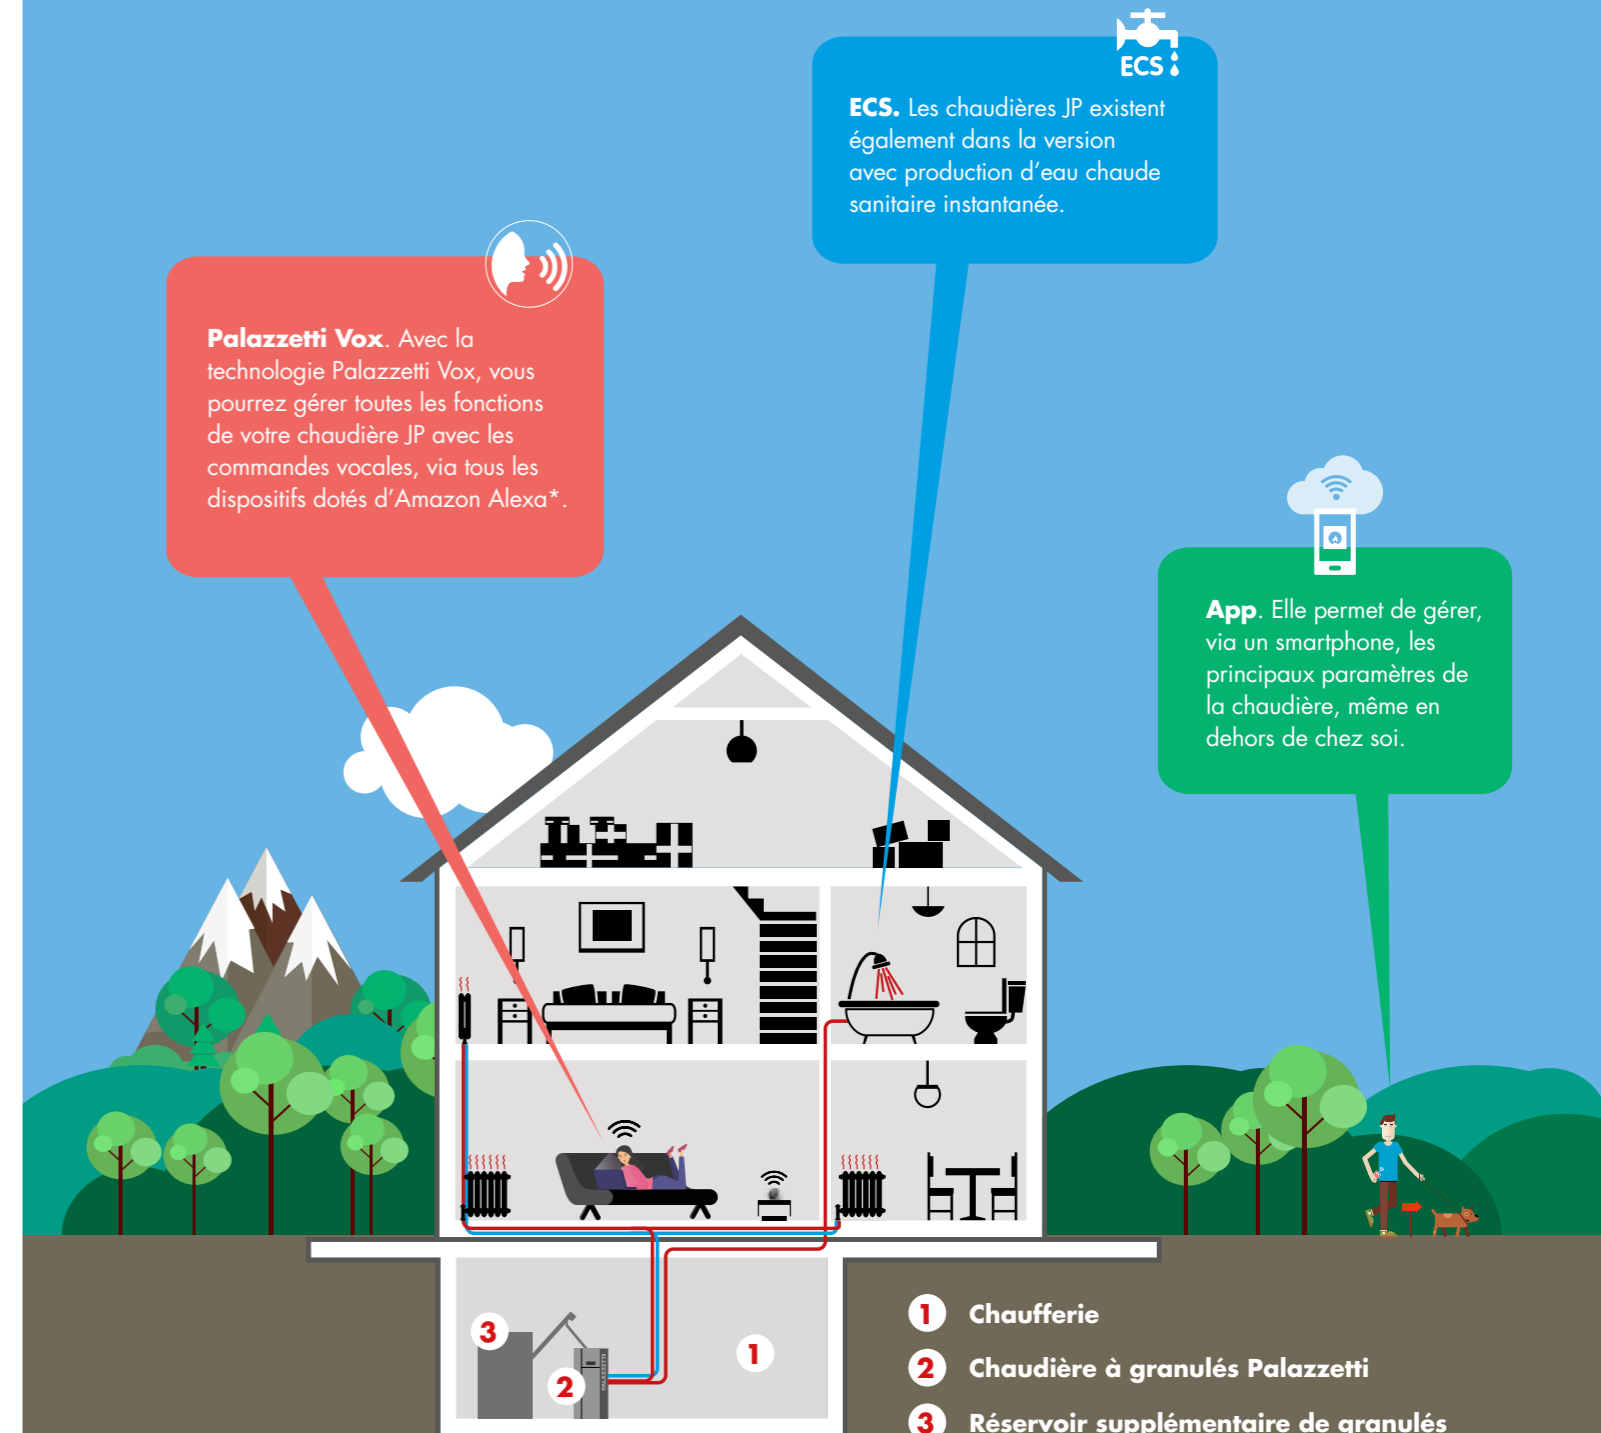 ECS
ECS. Les chaudières JP existent
également dans la version
avec production d'eau chaude
sanitaire instantanée.
Palazzetti Vox. Avec la
technologie Palazzetti Vox, vous
pourrez gérer toutes les fonctions
de votre chaudière JP avec les
commandes vocales, via tous les
dispositifs dotés d'Amazon Alexa*.
App. Elle permet de gérer,
via un smartphone, les
principaux paramètres de
la chaudière, même en
dehors de chez soi.
3
2
PALAZZETTI
1
1 Chaufferie
2 Chaudière à granulés Palazzetti
3 Réservoir supplémentaire de granulés